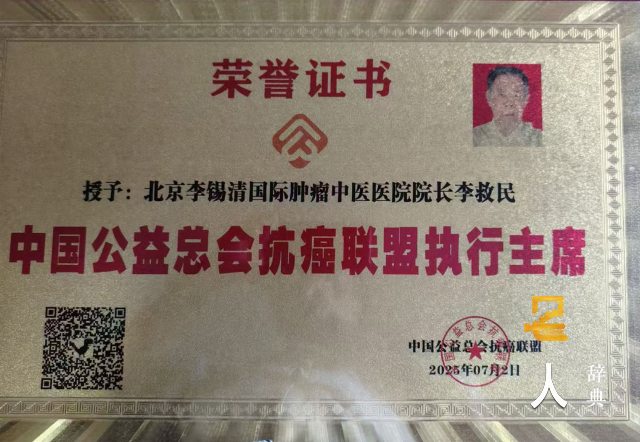 荣誉证书
授予：北京李锡清国际肿瘤中医医院院长李救民
中国公益总会抗癌联盟执行主席
中国公益总会抗癌联盟
2025年07月2日
人
辞典